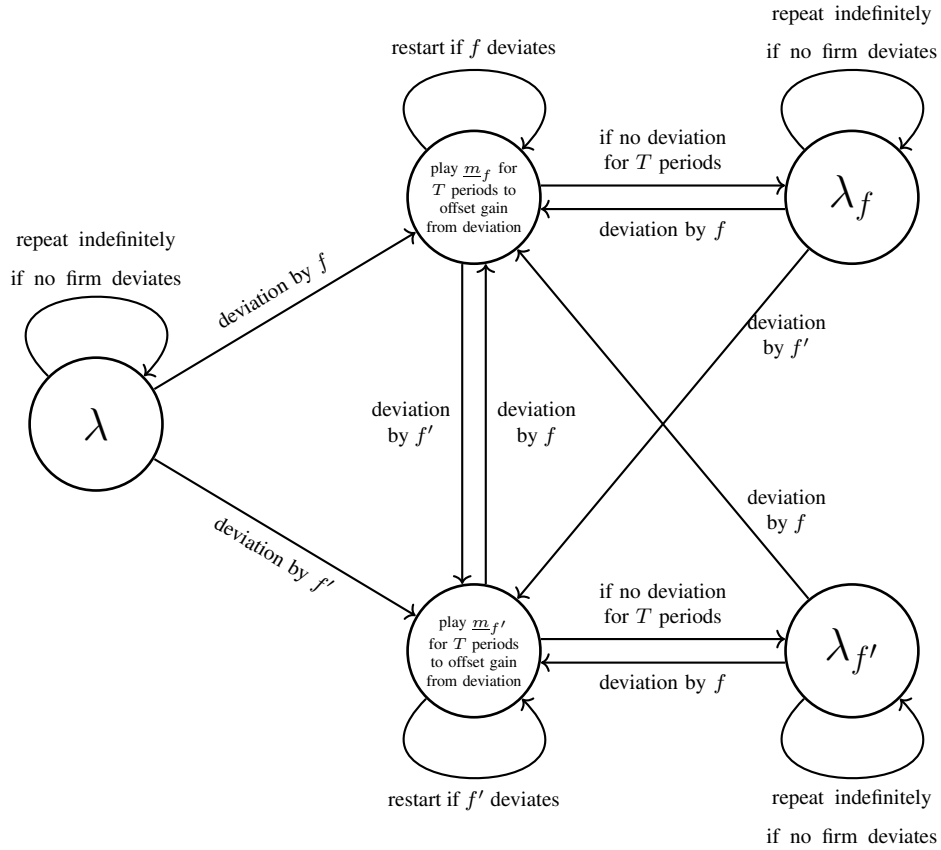 repeat indefinitely
if no firm deviates
restart if f deviates
if no deviation
for T periods
play m_f for
T periods to
offset gain
from deviation
λ_f
deviation by f
repeat indefinitely
if no firm deviates
deviation by f
deviation
by f'
λ
deviation
by f'
deviation
by f
deviation by f'
deviation
by f
if no deviation
for T periods
play m_{f'}
for T periods
to offset gain
from deviation
λ_{f'}
deviation by f
restart if f' deviates
repeat indefinitely
if no firm deviates